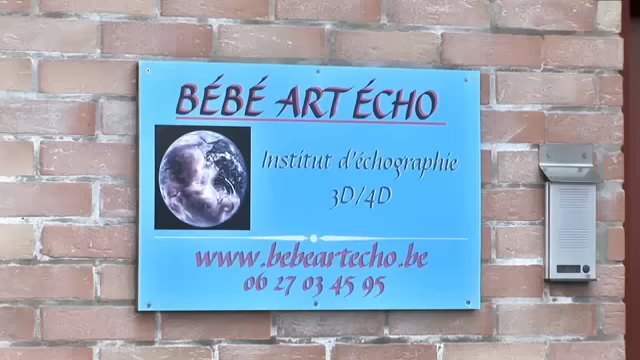 BÉBÉ ART ÉCHO
Institut d'échographie
3D/4D
www.bebeartecho.be
06 27 03 45 95